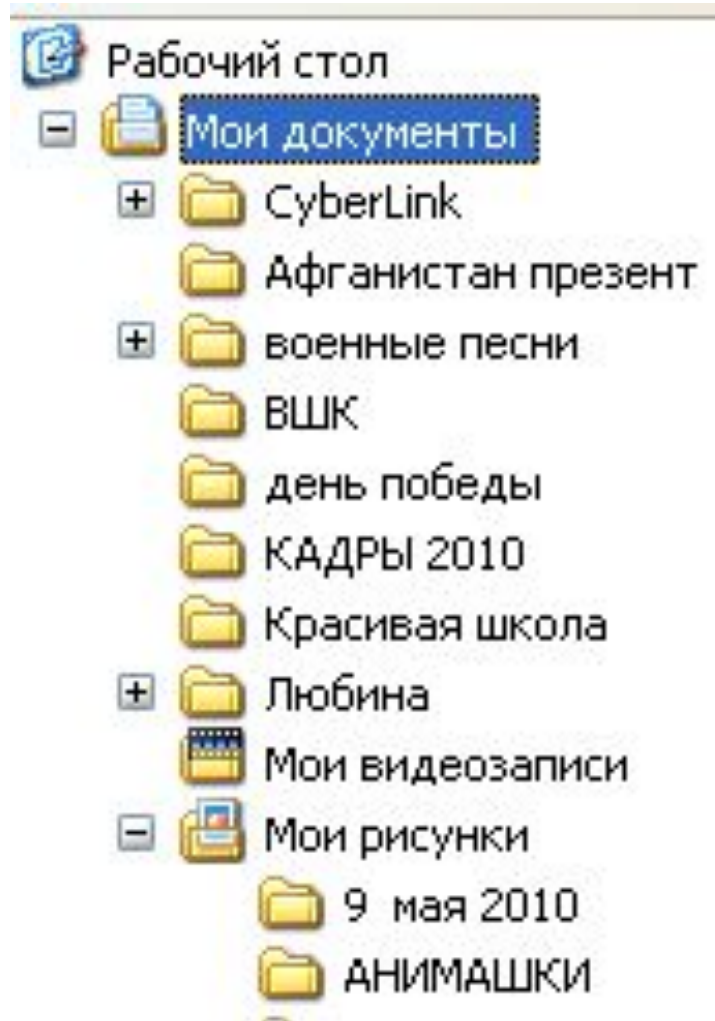 Рабочий стол
Мои документы
CyberLink
Афганистан презент
военные песни
ВШК
день победы
КАДРЫ 2010
Красивая школа
Любина
Мои видеозаписи
Мои рисунки
9 мая 2010
АНИМАШКИ